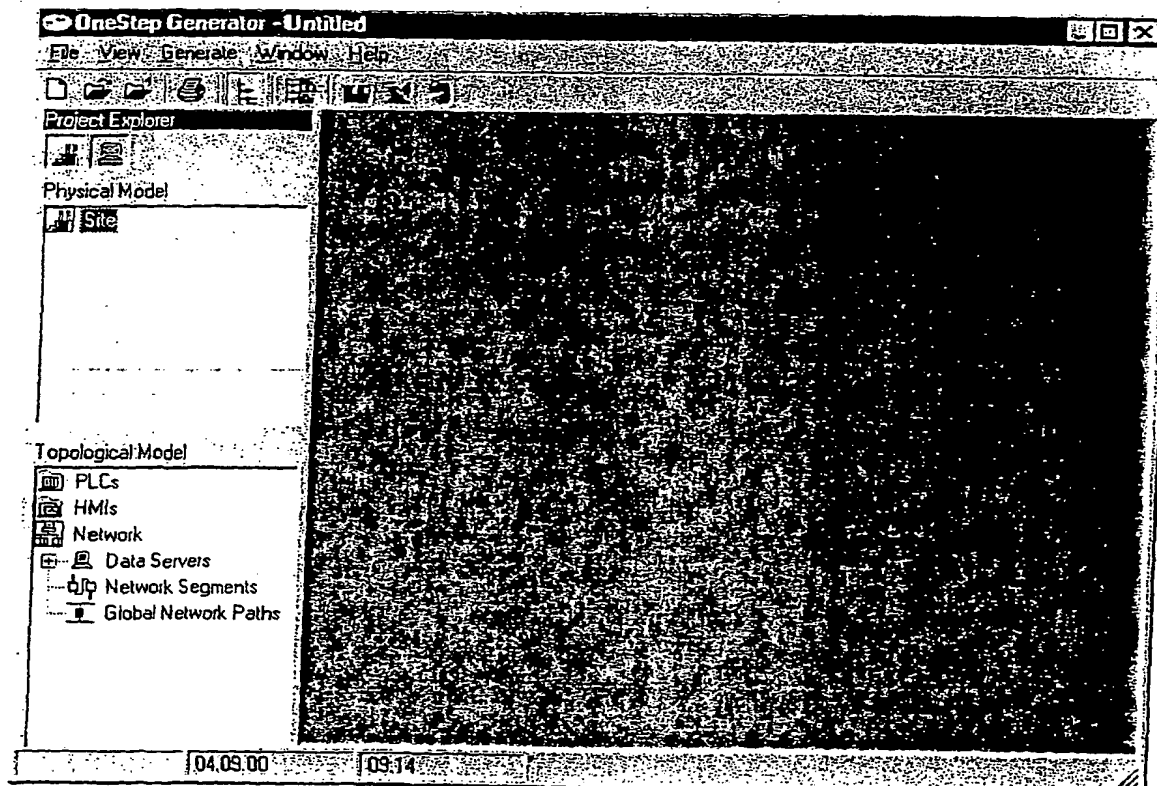 OneStep Generator - Untitled
File View Generate Window Help
Project Explorer
Physical Model
Site
Topological Model
PLCs
HMIs
Network
Data Servers
Network Segments
Global Network Paths
04.09.00 09:14